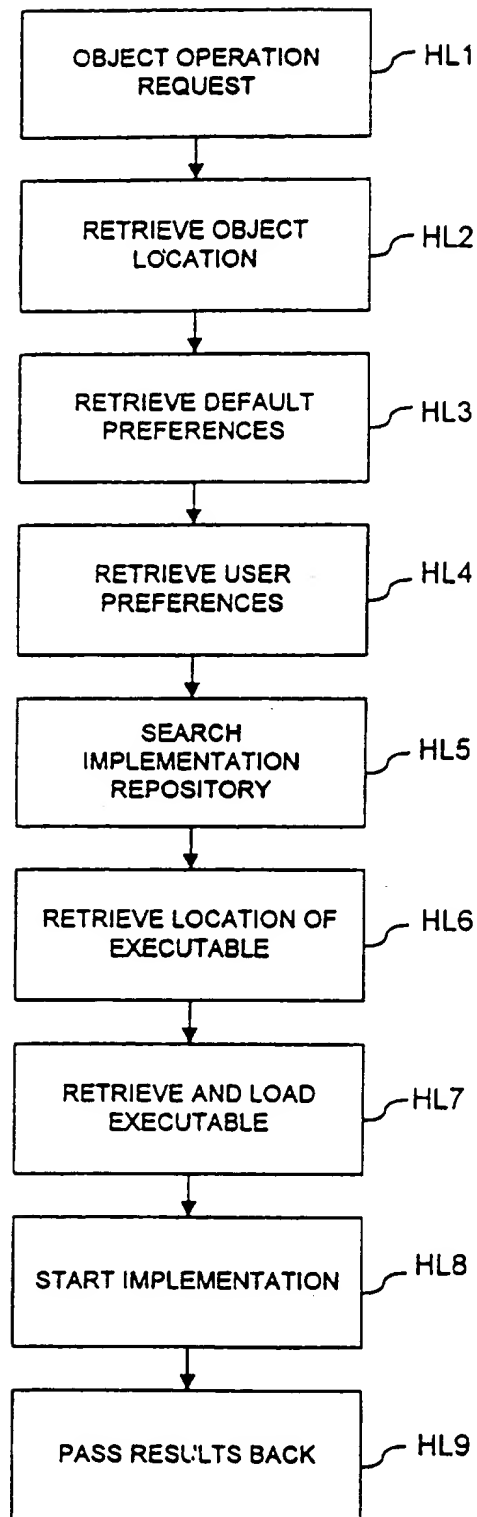 OBJECT OPERATION
REQUEST
HL1
RETRIEVE OBJECT
LOCATION
HL2
RETRIEVE DEFAULT
PREFERENCES
HL3
RETRIEVE USER
PREFERENCES
HL4
SEARCH
IMPLEMENTATION
REPOSITORY
HL5
RETRIEVE LOCATION OF
EXECUTABLE
HL6
RETRIEVE AND LOAD
EXECUTABLE
HL7
START IMPLEMENTATION
HL8
PASS RESULTS BACK
HL9